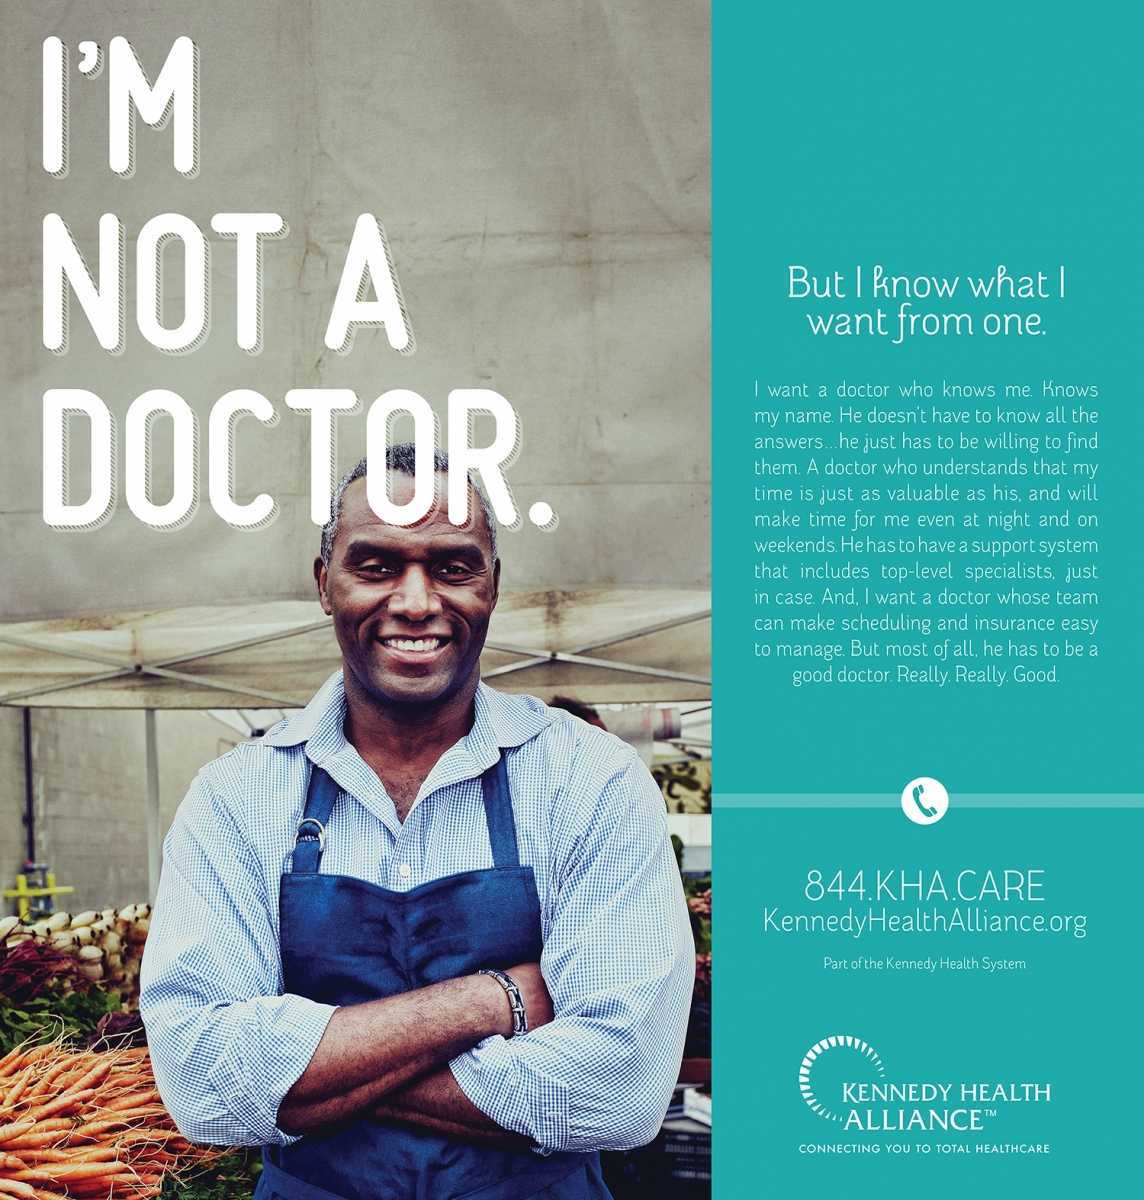 I'M
NOT A
DOCTOR.
But I know what I
want from one.
I want a doctor who knows me. Knows
my name. He doesn't have to know all the
answers...he just has to be willing to find
them. A doctor who understands that my
time is just as valuable as his, and will
make time for me even at night and on
weekends. He has to have a support system
that includes top-level specialists, just
in case. And, I want a doctor whose team
can make scheduling and insurance easy
to manage. But most of all, he has to be a
good doctor. Really. Really. Good.
844.KHA.CARE
KennedyHealthAlliance.org
Part of the Kennedy Health System
KENNEDY HEALTH
ALLIANCE™
CONNECTING YOU TO TOTAL HEALTHCARE